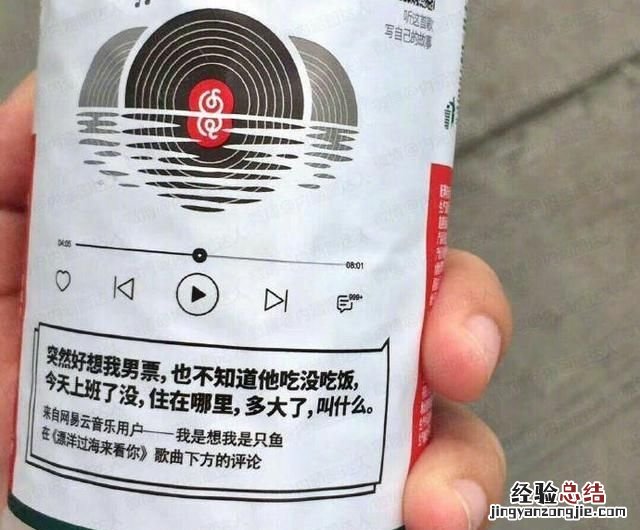 听这首歌
写自己的故事
04:05
08:01
999+
突然好想我男票，也不知道他吃没吃饭，
今天上班了没，住在哪里，多大了，叫什么。
来自网易云音乐用户——我是想我是只鱼
在《漂洋过海来看你》歌曲下方的评论
经验总结
jingyanzongjie.com